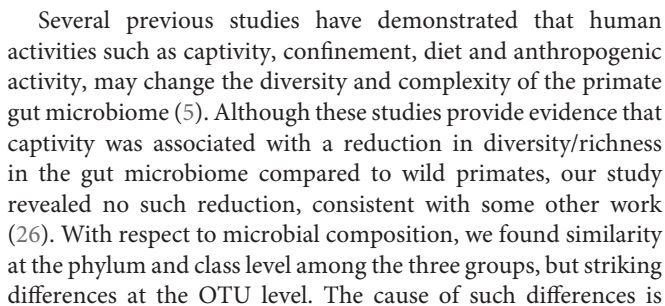 Several previous studies have demonstrated that human
activities such as captivity, confinement, diet and anthropogenic
activity, may change the diversity and complexity of the primate
gut microbiome (5). Although these studies provide evidence that
captivity was associated with a reduction in diversity/richness
in the gut microbiome compared to wild primates, our study
revealed no such reduction, consistent with some other work
(26). With respect to microbial composition, we found similarity
at the phylum and class level among the three groups, but striking
differences at the OTU level. The cause of such differences is